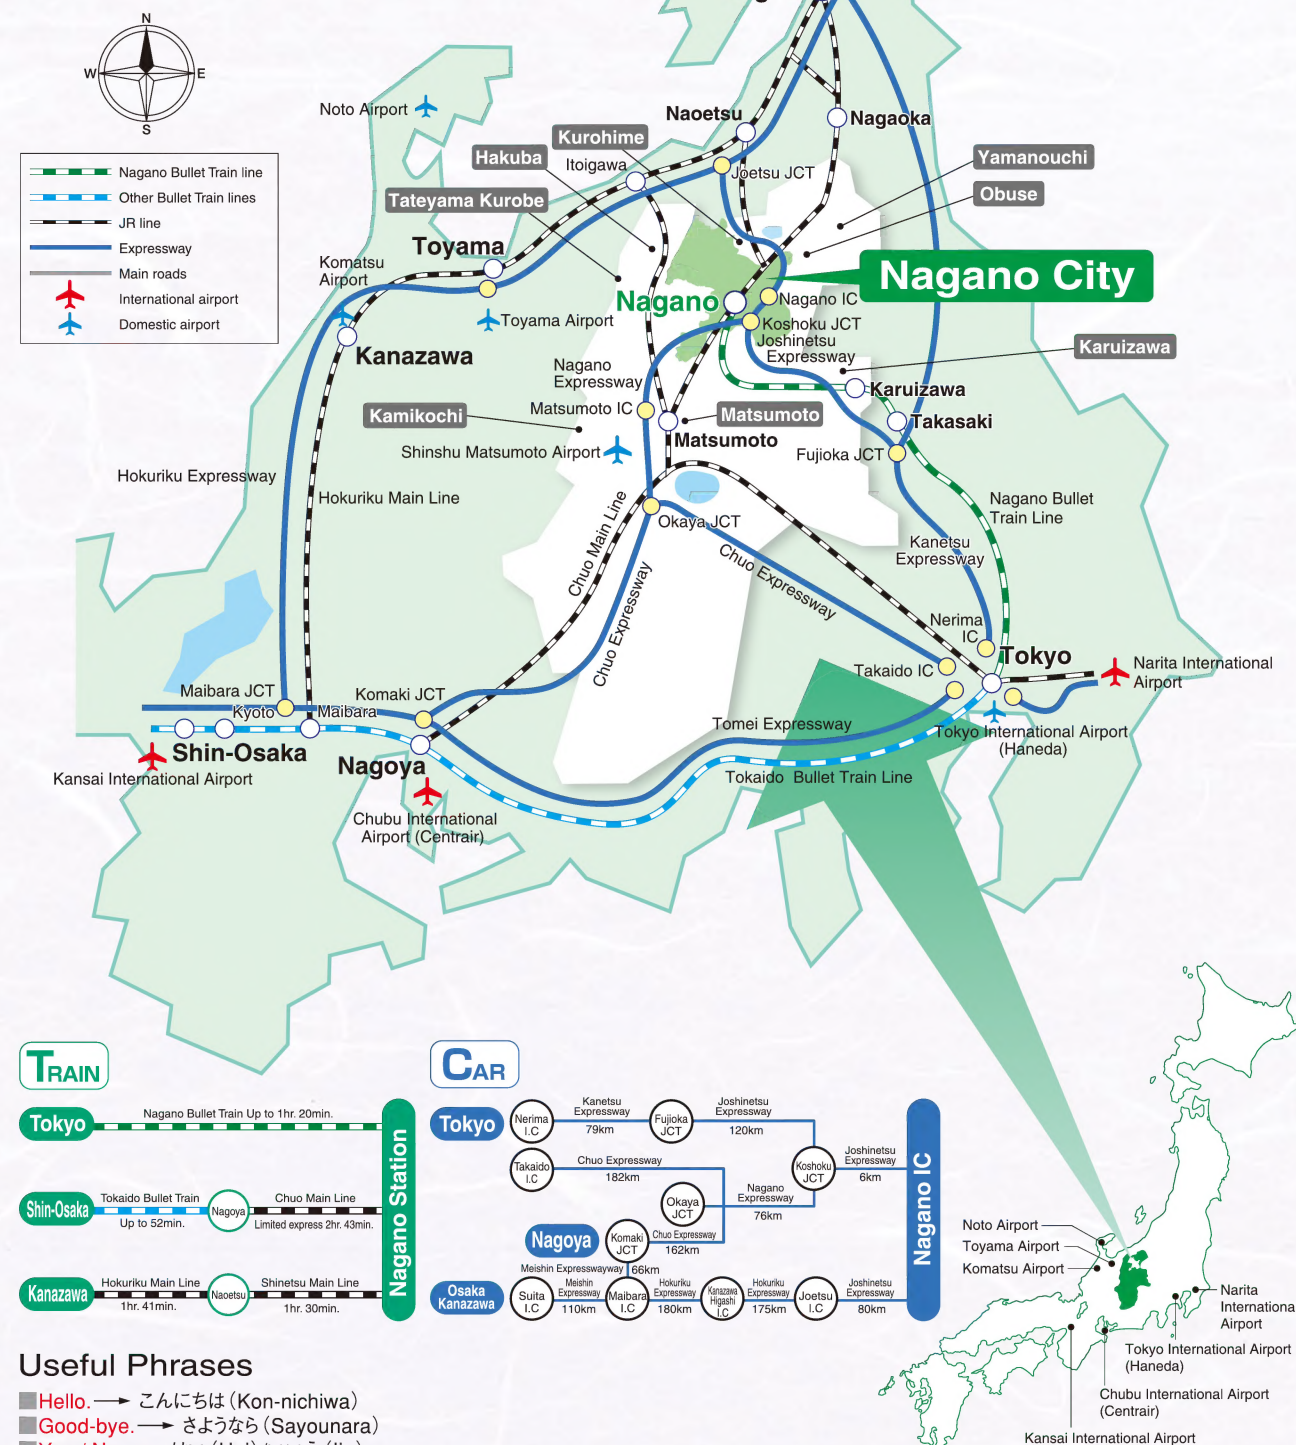 N
W
E
S
Nagano Bullet Train line
Other Bullet Train lines
JR line
Expressway
Main roads
International airport
Domestic airport
Noto Airport
Naoetsu
Nagaoka
Kurohime
Hakuba
Itoigawa
Joetsu JCT
Yamanouchi
Obuse
Tateyama Kurobe
Toyama
Komatsu
Airport
Nagano City
Nagano
Nagano IC
Toyama Airport
Koshoku JCT
Joshinetsu
Expressway
Kanazawa
Karuizawa
Nagano
Expressway
Karuizawa
Matsumoto IC
Kamikochi
Matsumoto
Takasaki
Matsumoto
Shinshu Matsumoto Airport
Fujioka JCT
Hokuriku Expressway
Hokuriku Main Line
Nagano Bullet
Train Line
Okaya JCT
Chuo Main Line
Chuo Expressway
Chuo Expressway
Kanetsu
Expressway
Nerima
IC
Tokyo
Takaido IC
Narita International
Airport
Maibara JCT
Komaki JCT
Kyoto
Maibara
Tomei Expressway
Tokyo International Airport
(Haneda)
Shin-Osaka
Nagoya
Kansai International Airport
Tokaido Bullet Train Line
Chubu International
Airport (Centrair)
TRAIN
Tokyo
Nagano Bullet Train Up to 1hr. 20min.
Shin-Osaka
Tokaido Bullet Train
Up to 52min.
Nagoya
Chuo Main Line
Limited express 2hr. 43min.
Kanazawa
Hokuriku Main Line
1hr. 41min.
Naoetsu
Shinetsu Main Line
1hr. 30min.
Nagano Station
CAR
Tokyo
Nerima
I.C
Kanetsu
Expressway
79km
Fujioka
JCT
Joshinetsu
Expressway
120km
Takaido
I.C
Chuo Expressway
182km
Koshoku
JCT
Joshinetsu
Expressway
6km
Okaya
JCT
Nagano
Expressway
76km
Nagoya
Komaki
JCT
Chuo Expressway
162km
Meishin Expresswayway
66km
Osaka
Kanazawa
Suita
I.C
Meishin
Expressway
110km
Maibara
I.C
Hokuriku
Expressway
180km
Kanazawa
Higashi
I.C
Hokuriku
Expressway
175km
Joetsu
I.C
Joshinetsu
Expressway
80km
Nagano IC
Noto Airport
Toyama Airport
Komatsu Airport
Narita
Internationa
Airport
Tokyo International Airport
(Haneda)
Chubu International Airport
(Centrair)
Kansai International Airport
Useful Phrases
Hello. → こんにちは (Kon-nichiwa)
Good-bye. → さようなら (Sayounara)